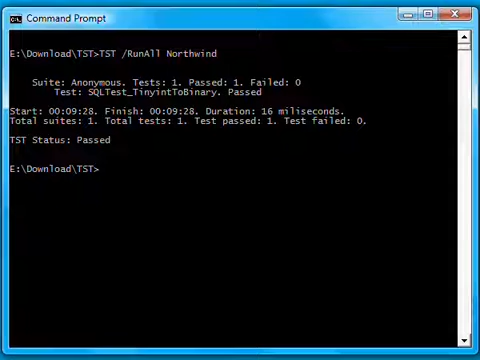 Command Prompt
E:\Download\TST>TST /RunAll Northwind
Suite: Anonymous. Tests: 1. Passed: 1. Failed: 0
Test: SQLTest_TinyintToBinary. Passed
Start: 00:09:28. Finish: 00:09:28. Duration: 16 miliseconds.
Total suites: 1. Total tests: 1. Test passed: 1. Test failed: 0.
TST Status: Passed
E:\Download\TST>